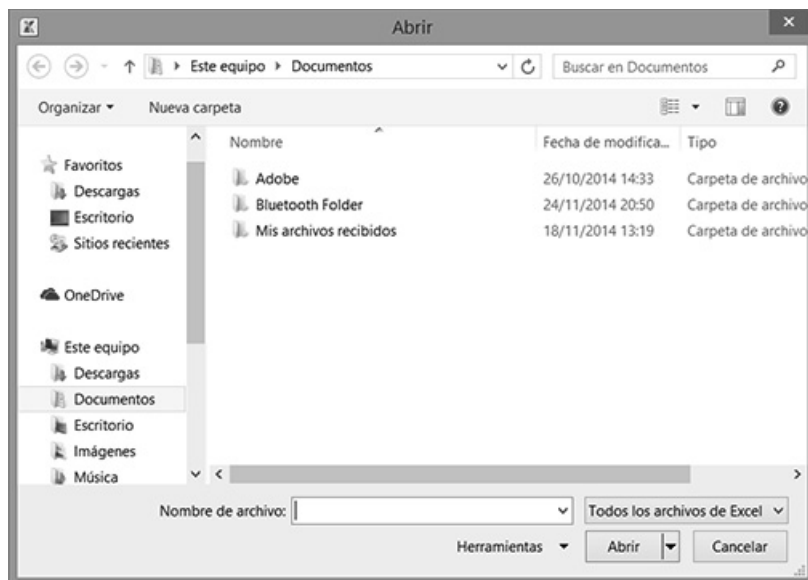 Abrir
Este equipo Documentos
Buscar en Documentos
Organizar Nueva carpeta
Favoritos
Descargas
Escritorio
Sitios recientes
OneDrive
Este equipo
Descargas
Documentos
Escritorio
Imágenes
Música
Nombre Fecha de modifica... Tipo
Adobe 26/10/2014 14:33 Carpeta de archivo
Bluetooth Folder 24/11/2014 20:50 Carpeta de archivo
Mis archivos recibidos 18/11/2014 13:19 Carpeta de archivo
Nombre de archivo: Todos los archivos de Excel
Herramientas Abrir Cancelar